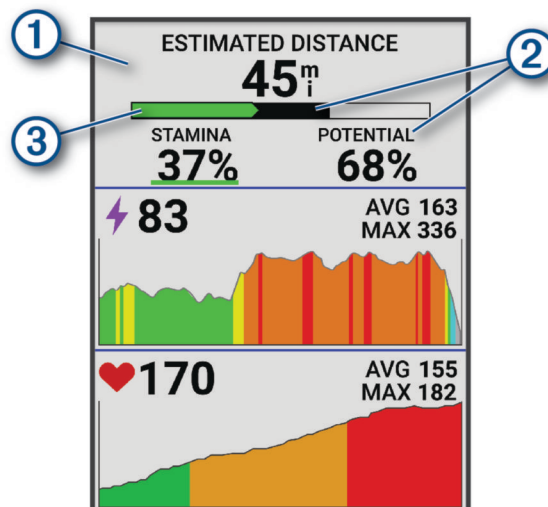 1
ESTIMATED DISTANCE
45 mi
2
3
STAMINA POTENTIAL
37% 68%
83 AVG 163
MAX 336
170 AVG 155
MAX 182